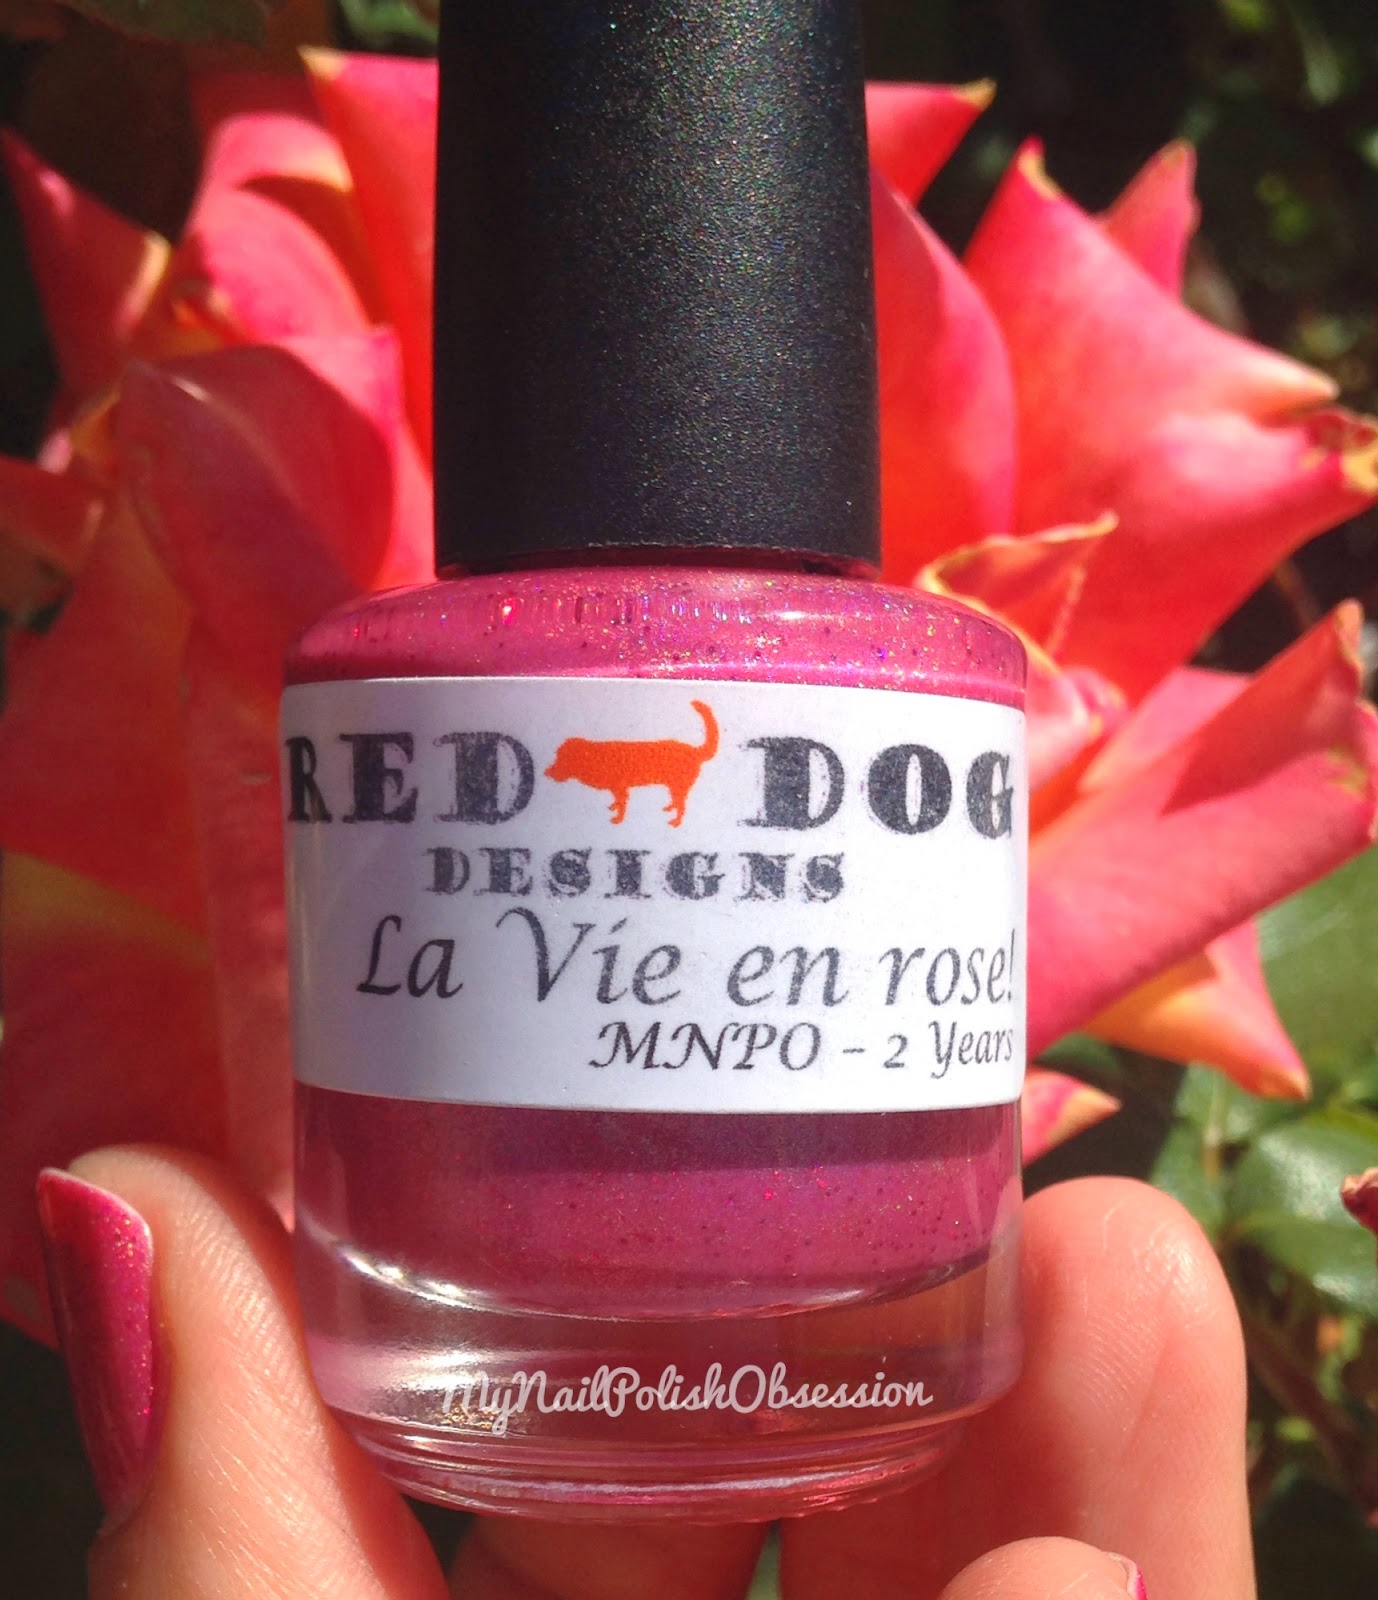 RED DOG
DESIGNS
La Vie en rose!
MNPO - 2 Years
MyNailPolishObsession